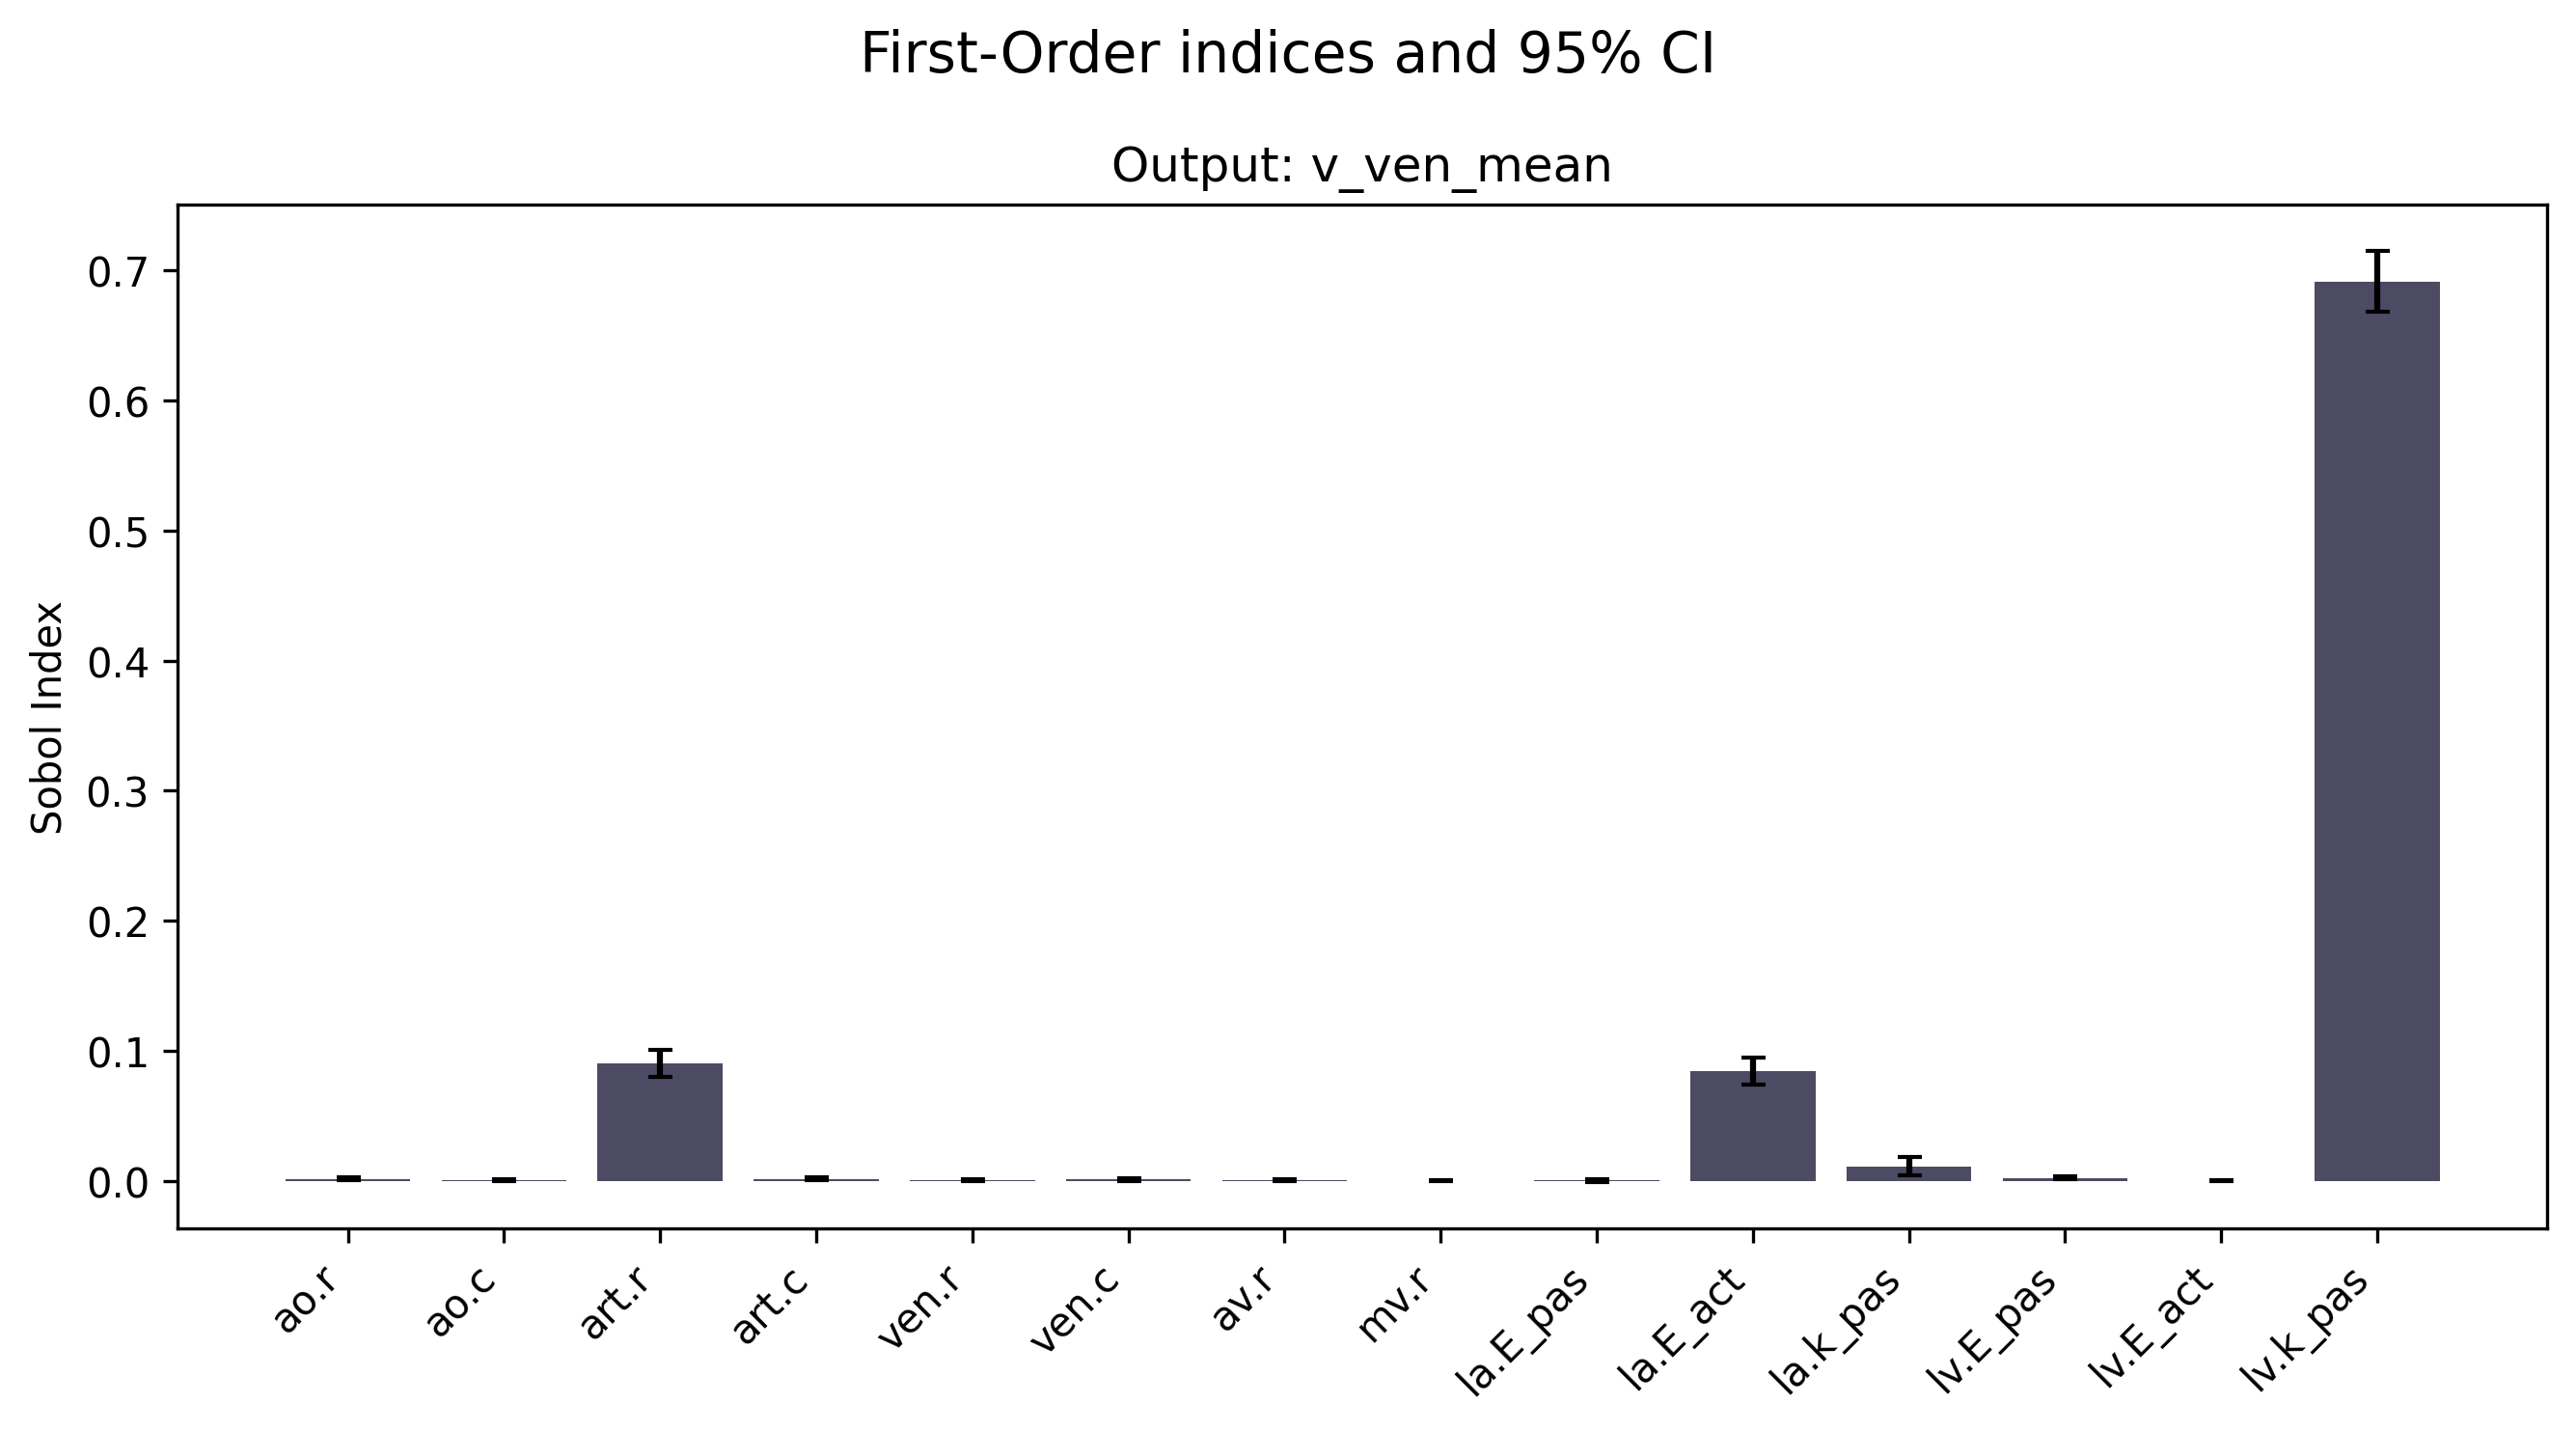 First-Order indices and 95% CI
Output: v_ven_mean
Sobol Index
0.7
0.6
0.5
0.4
0.3
0.2
0.1
0.0
ao.r
ao.c
art.r
art.c
ven.r
ven.c
av.r
mv.r
la.E_pas
la.E_act
la.k_pas
lv.E_pas
lv.E_act
lv.k_pas